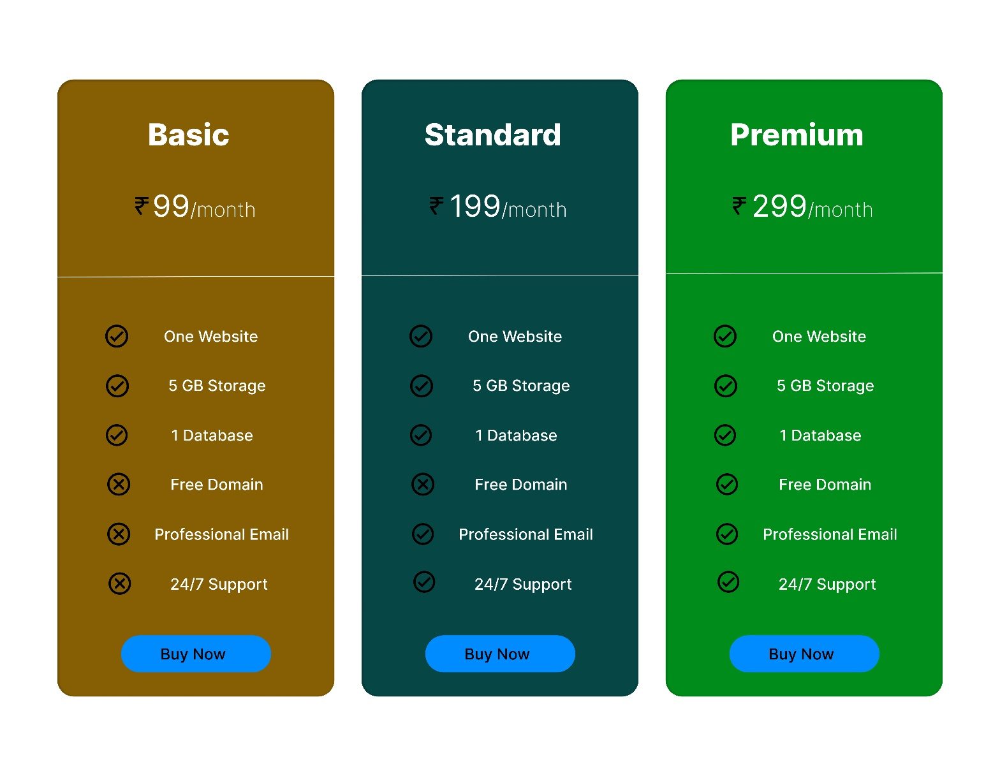 Basic
₹ 99/month
One Website
5 GB Storage
1 Database
Free Domain
Professional Email
24/7 Support
Buy Now
Standard
₹ 199/month
One Website
5 GB Storage
1 Database
Free Domain
Professional Email
24/7 Support
Buy Now
Premium
₹ 299/month
One Website
5 GB Storage
1 Database
Free Domain
Professional Email
24/7 Support
Buy Now